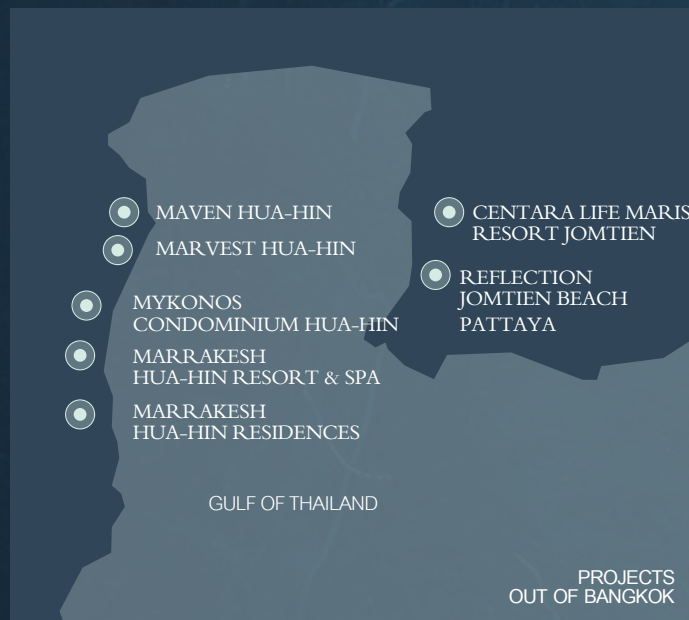 MAVEN HUA-HIN
MARVEST HUA-HIN
MYKONOS
CONDOMINIUM HUA-HIN
MARRAKESH
HUA-HIN RESORT & SPA
MARRAKESH
HUA-HIN RESIDENCES
CENTARA LIFE MARIS
RESORT JOMTIEN
REFLECTION
JOMTIEN BEACH
PATTAYA
GULF OF THAILAND
PROJECTS
OUT OF BANGKOK